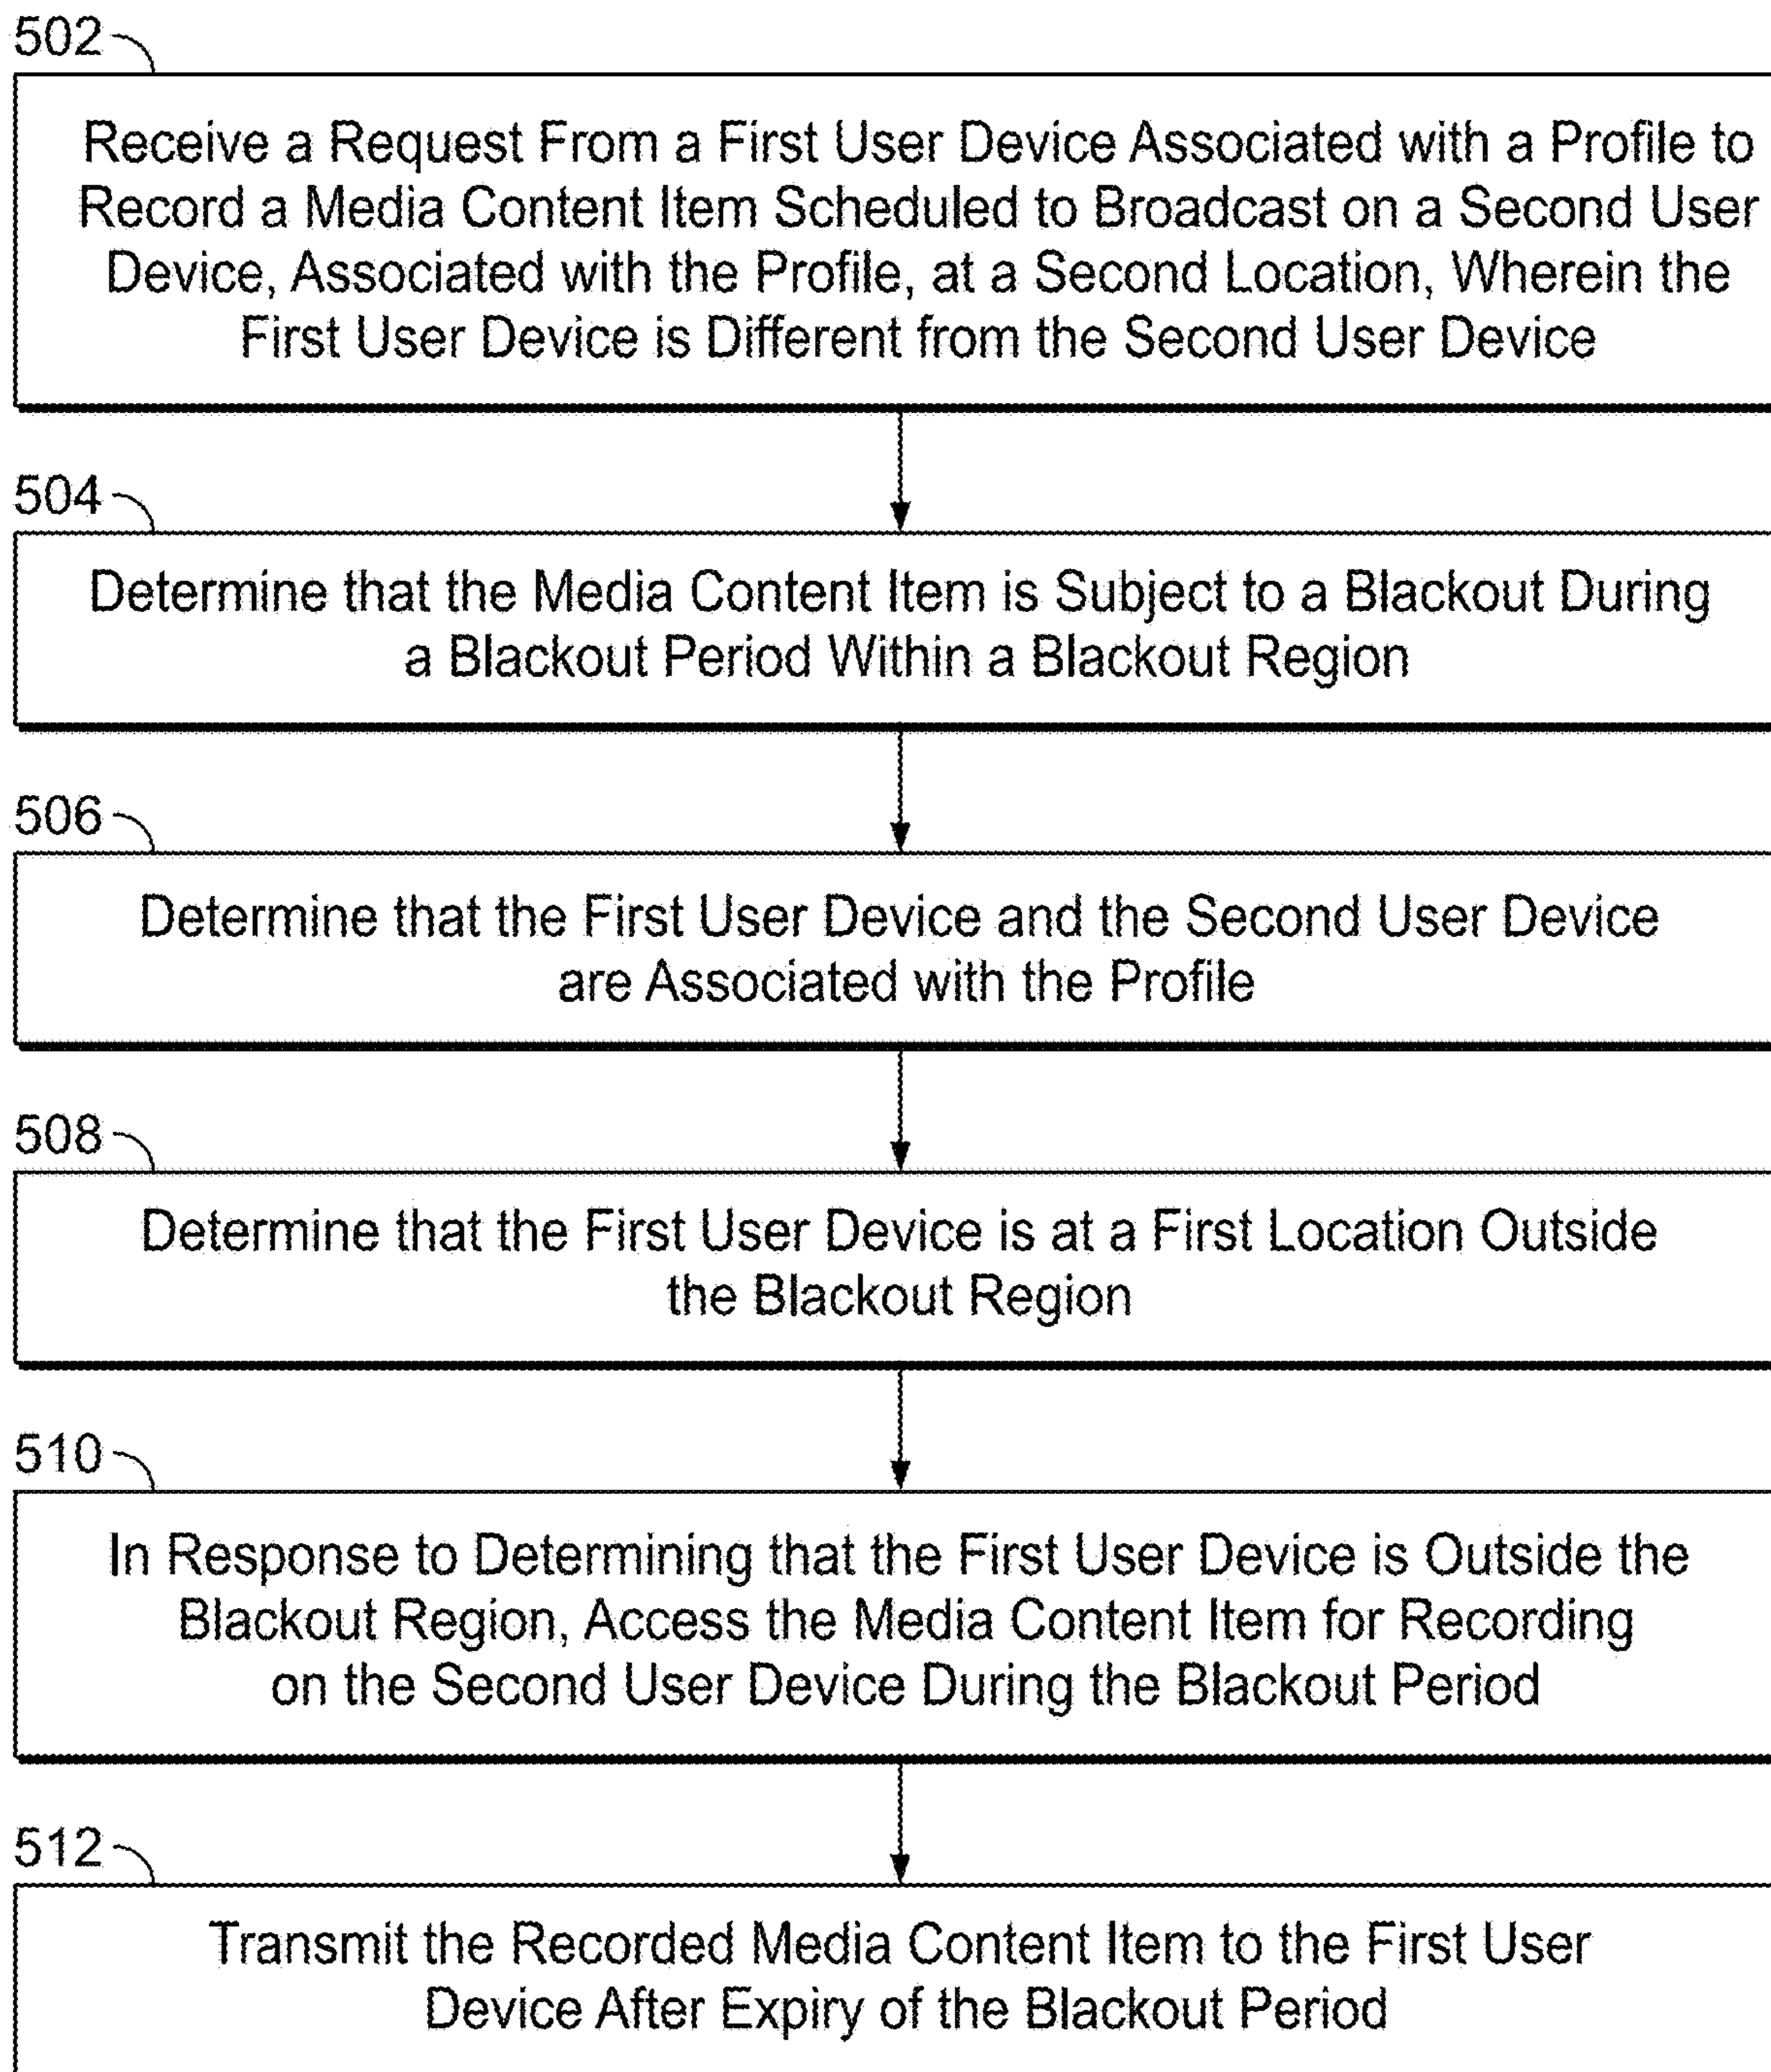 502
Receive a Request From a First User Device Associated with a Profile to
Record a Media Content Item Scheduled to Broadcast on a Second User
Device, Associated with the Profile, at a Second Location, Wherein the
First User Device is Different from the Second User Device
504
Determine that the Media Content Item is Subject to a Blackout During
a Blackout Period Within a Blackout Region
506
Determine that the First User Device and the Second User Device
are Associated with the Profile
508
Determine that the First User Device is at a First Location Outside
the Blackout Region
510
In Response to Determining that the First User Device is Outside the
Blackout Region, Access the Media Content Item for Recording
on the Second User Device During the Blackout Period
512
Transmit the Recorded Media Content Item to the First User
Device After Expiry of the Blackout Period